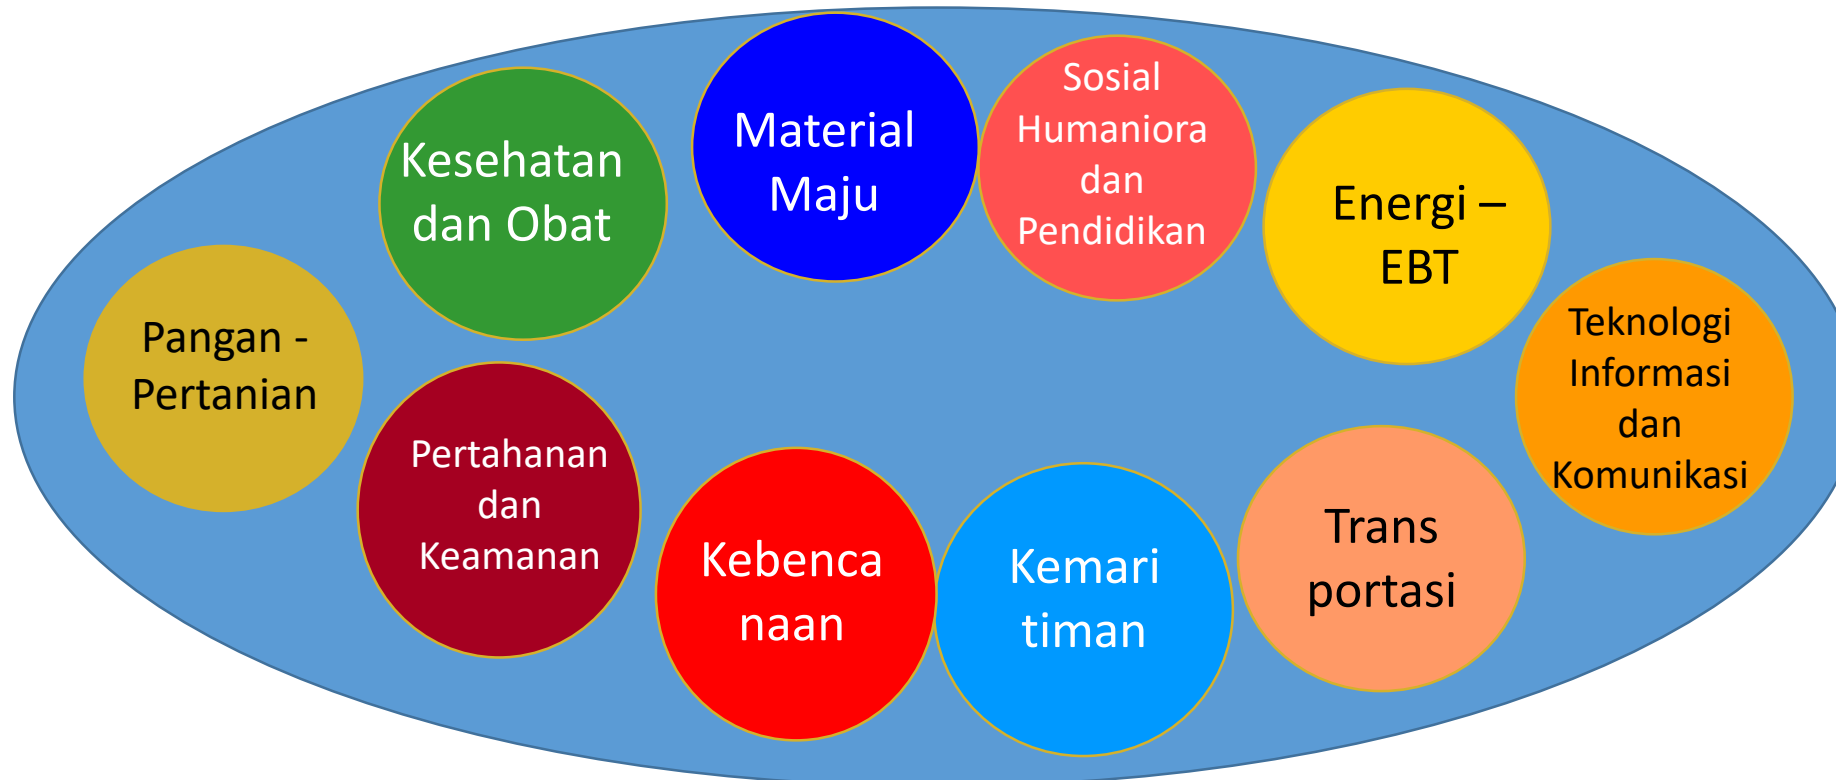 Material
Maju
Sosial
Humaniora
dan
Pendidikan
Kesehatan
dan Obat
Energi –
EBT
Pangan -
Pertanian
Teknologi
Informasi
dan
Komunikasi
Pertahanan
dan
Keamanan
Kebenca
naan
Kemari
timan
Trans
portasi